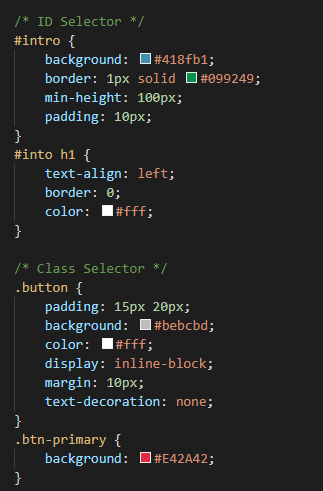 /* ID Selector */
#intro {
    background: #418fb1;
    border: 1px solid #099249;
    min-height: 100px;
    padding: 10px;
}
#into h1 {
    text-align: left;
    border: 0;
    color: #fff;
}

/* Class Selector */
.button {
    padding: 15px 20px;
    background: #bebcbd;
    color: #fff;
    display: inline-block;
    margin: 10px;
    text-decoration: none;
}
.btn-primary {
    background: #E42A42;